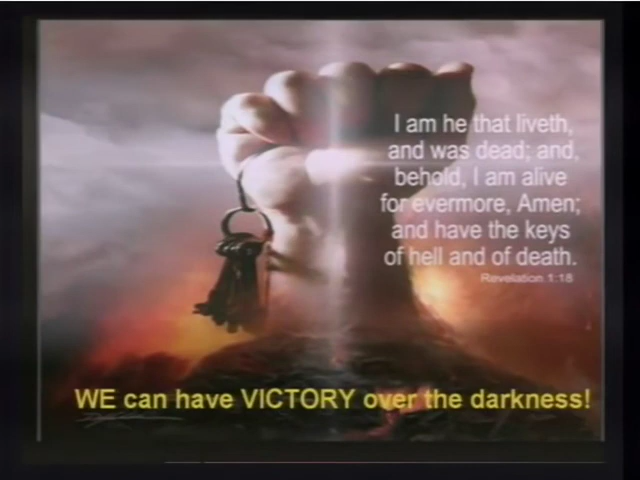 I am he that liveth,
and was dead; and,
behold, I am alive
for evermore, Amen;
and have the keys
of hell and of death.
Revelation 1:18
WE can have VICTORY over the darkness!